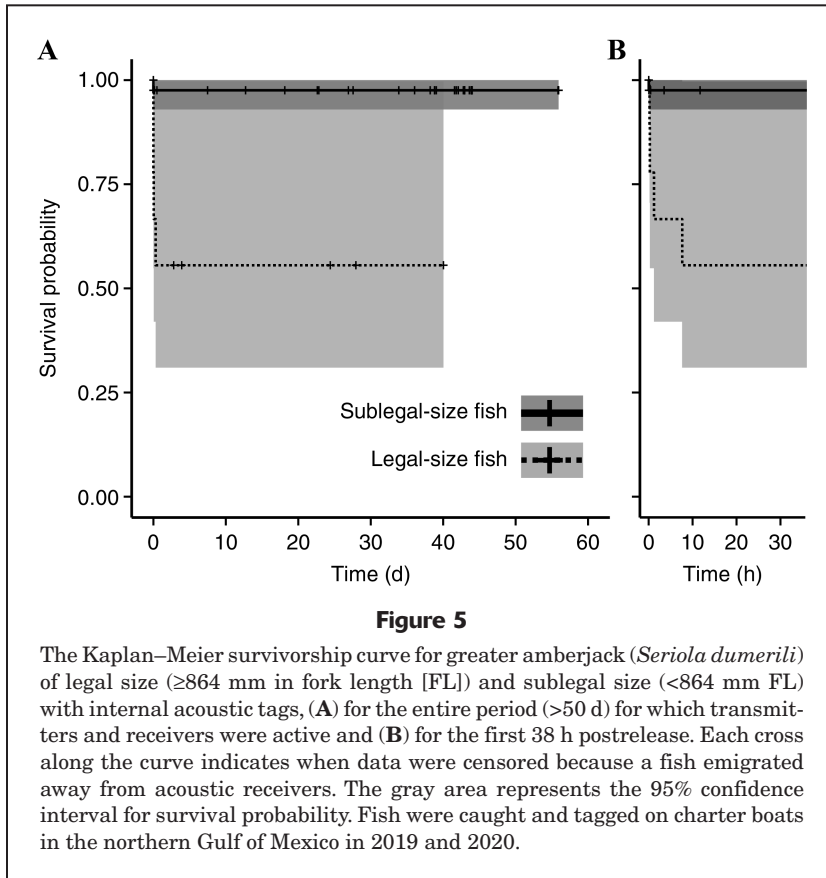 A
B
1.00
0.75
0.50
0.25
0.00
Survival probability
Sublegal-size fish
Legal-size fish
0 10 20 30 40 50 60
0 10 20 30
Time (d)
Time (h)
Figure 5
The Kaplan–Meier survivorship curve for greater amberjack (Seriola dumerili)
of legal size (≥864 mm in fork length [FL]) and sublegal size (<864 mm FL)
with internal acoustic tags, (A) for the entire period (>50 d) for which transmit-
ters and receivers were active and (B) for the first 38 h postrelease. Each cross
along the curve indicates when data were censored because a fish emigrated
away from acoustic receivers. The gray area represents the 95% confidence
interval for survival probability. Fish were caught and tagged on charter boats
in the northern Gulf of Mexico in 2019 and 2020.